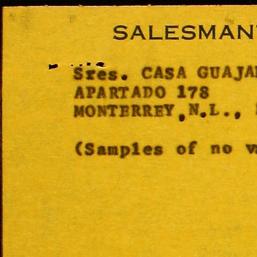 SALESMAN'
Sres. CASA GUAJA
APARTADO 178
MONTERREY,N.L.,
(Samples of no v